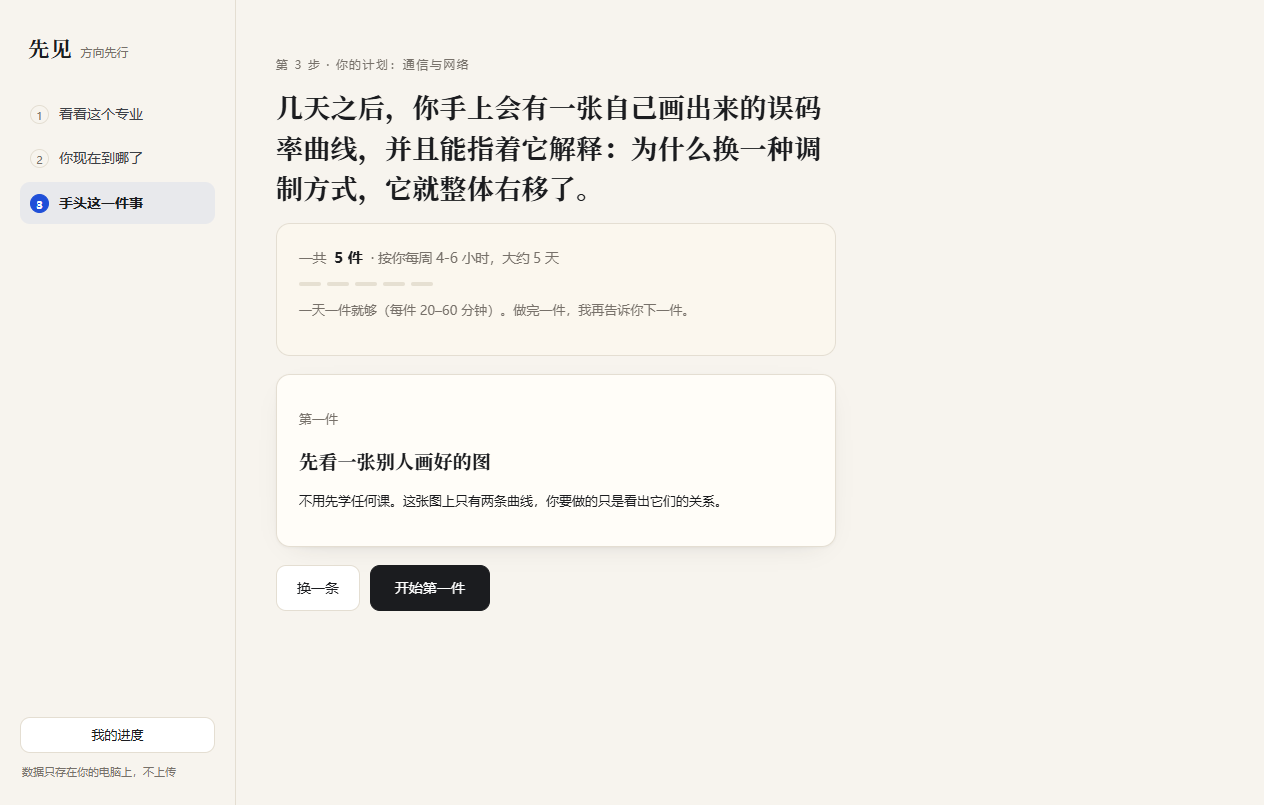 先见 方向先行
1 看看这个专业
2 你现在到哪了
3 手头这一件事
我的进度
数据只存在你的电脑上，不上传
第 3 步 · 你的计划：通信与网络
几天之后，你手上会有一张自己画出来的误码
率曲线，并且能指着它解释：为什么换一种调
制方式，它就整体右移了。
一共 5 件 · 按你每周 4-6 小时，大约 5 天
一天一件就够（每件 20–60 分钟）。做完一件，我再告诉你下一件。
第一件
先看一张别人画好的图
不用先学任何课。这张图上只有两条曲线，你要做的只是看出它们的关系。
换一条
开始第一件